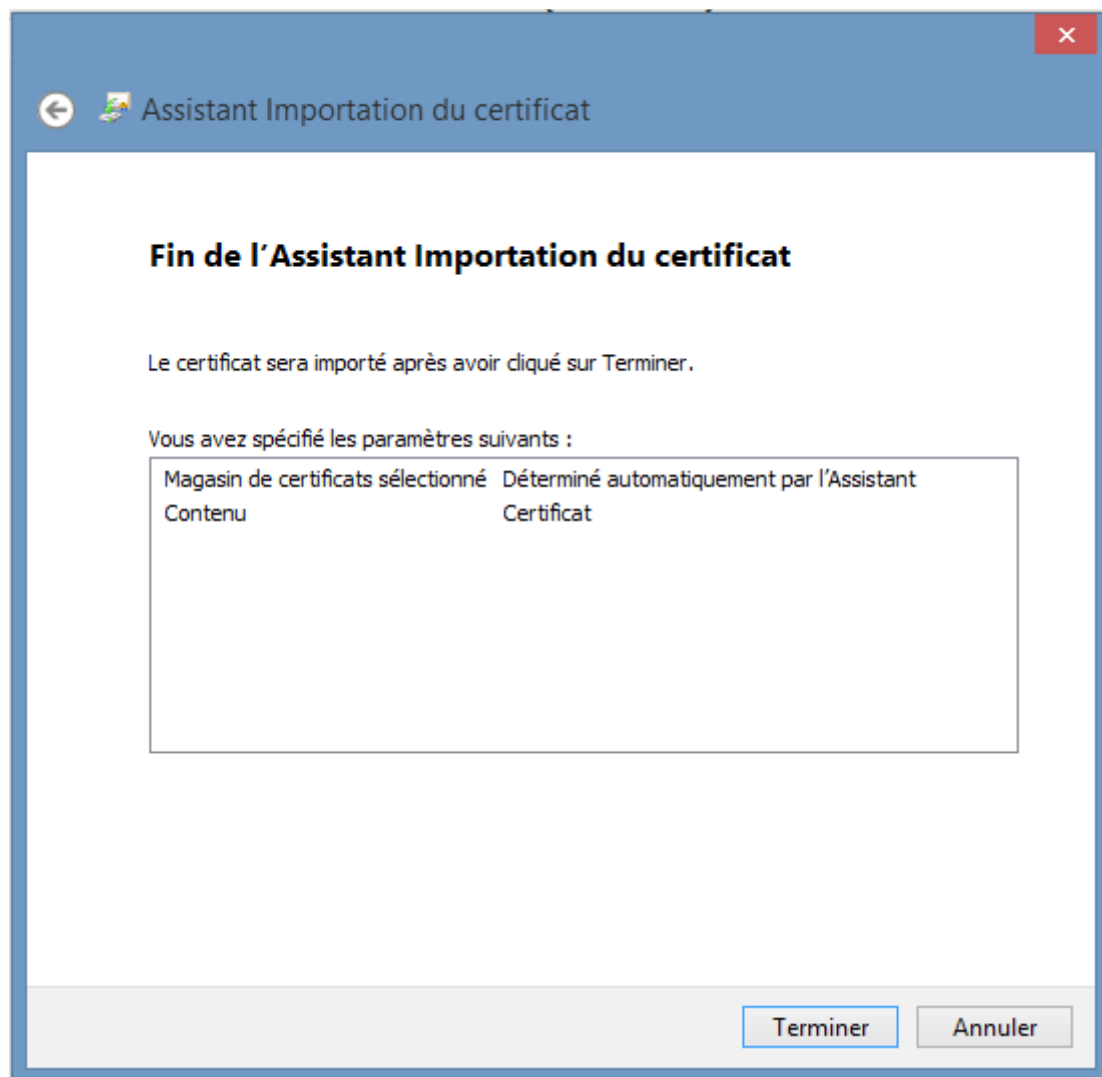 Assistant Importation du certificat
Fin de l’Assistant Importation du certificat
Le certificat sera importé après avoir cliqué sur Terminer.
Vous avez spécifié les paramètres suivants :
Magasin de certificats sélectionné Déterminé automatiquement par l’Assistant
Contenu Certificat
Terminer Annuler